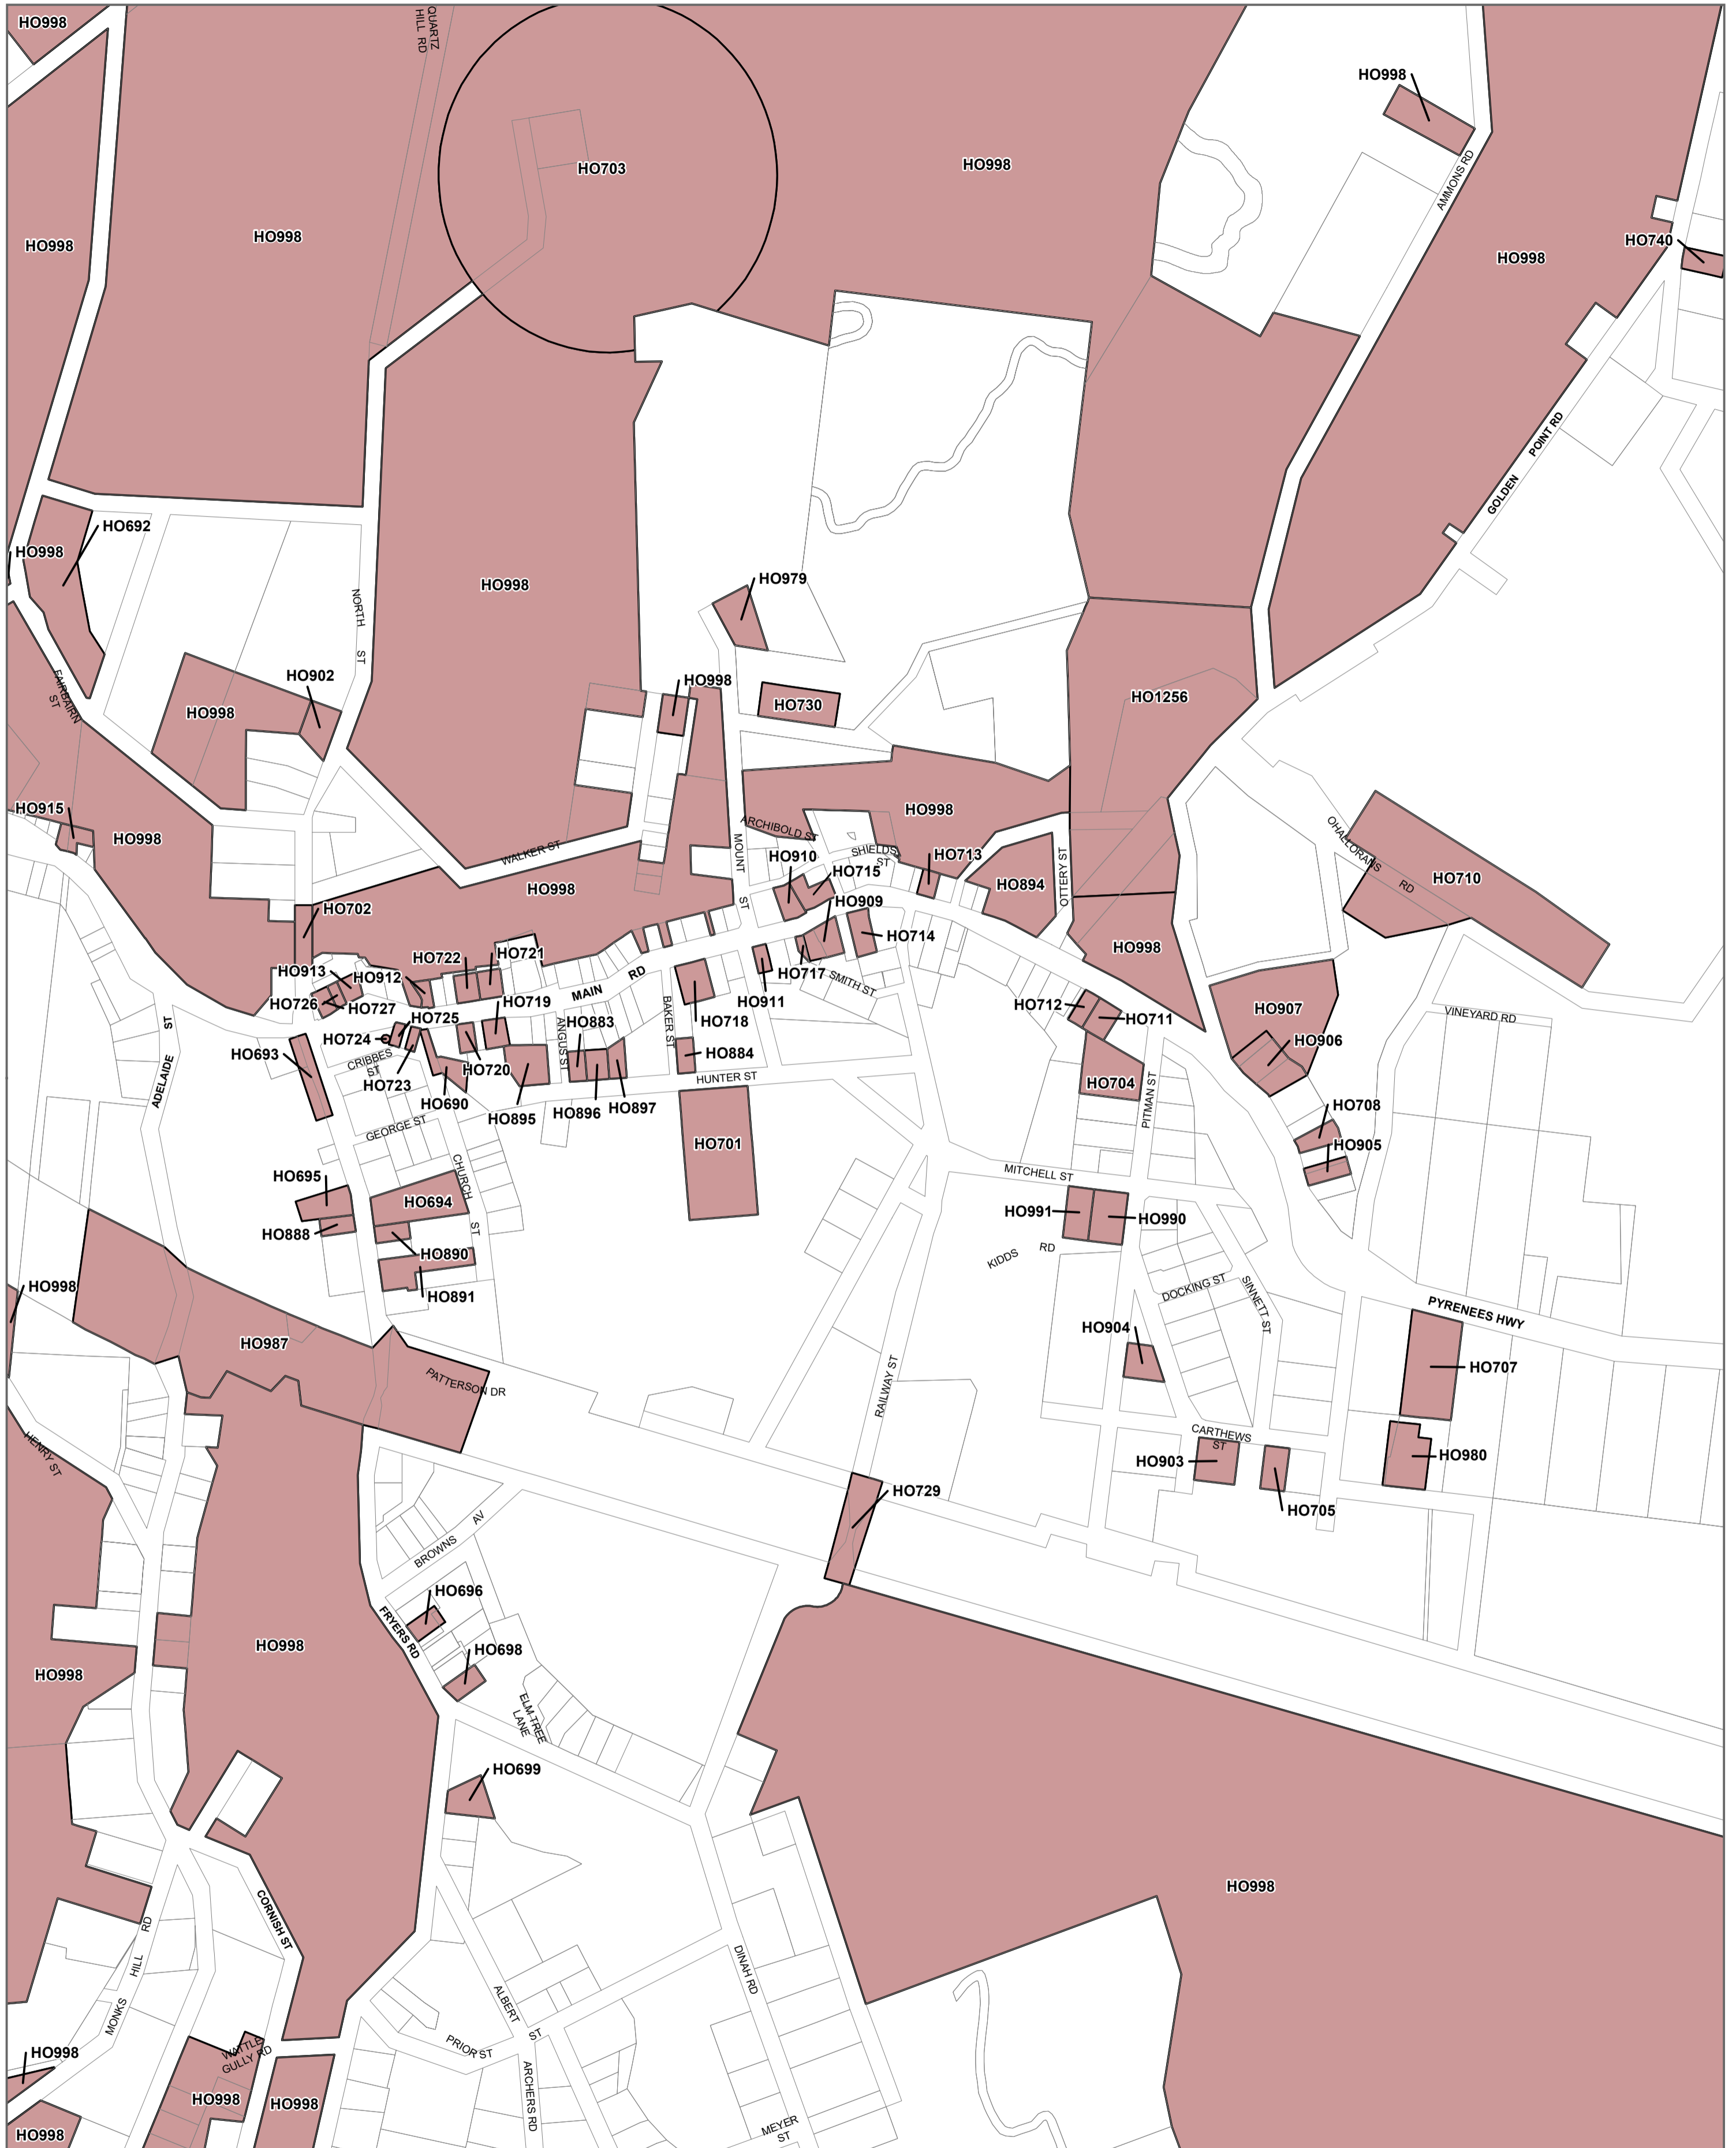 HO998
QUARTZ
HILL RD
HO998
HO703
HO998
HO998
HO998
AMMONS RD
HO740
HO998
HO998
POINT RD
GOLDEN
HO692
HO998
HO998
NORTH
ST
HO979
HO902
HO998
HO998
HO730
HO1256
FAIRBAIRN
ST
HO915
HO998
HO998
ARCHIBOLD ST
WALKER ST
MOUNT
ST
SHIELDS
ST
HO910
HO713
HO715
HO894
OTTERY ST
OHALLORANS
RD
HO710
HO998
HO702
HO909
HO714
HO998
HO721
HO722
HO913
HO912
MAIN
RD
HO717
SMITH ST
HO911
HO726
HO727
HO719
HO712
HO711
HO907
VINEYARD RD
HO725
HO883
HO718
BAKER ST
ANGUS ST
HO724
HO693
CRIBBES
ST
HO884
HO906
ST
ADELAIDE
HO720
HO723
HUNTER ST
HO704
PITMAN ST
HO690
HO895
HO896
HO897
HO708
GEORGE ST
HO701
HO905
CHURCH
ST
MITCHELL ST
HO695
HO694
HO991
HO990
HO888
HO890
KIDDS
RD
HO998
HO891
DOCKING ST
SINNETT ST
PYRENEES HWY
HO987
HO904
HO707
PATTERSON DR
RAILWAY ST
CARTHEWS
ST
HENRY ST
HO903
HO980
HO729
HO705
BROWNS
AV
HO696
FRYERS RD
HO998
HO698
HO998
ELM TREE
LANE
HO699
HO998
CORNISH ST
RD
HILL
MONKS
DINAH RD
ALBERT
ST
PRIOR ST
WATTLE
GULLY RD
HO998
ARCHERS RD
HO998
HO998
HO998
MEYER
ST